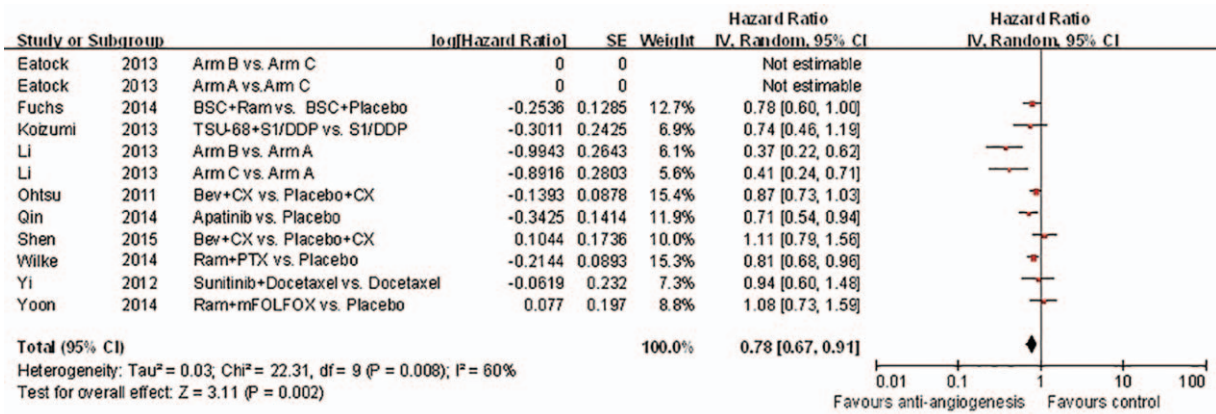 Hazard Ratio Hazard Ratio
Study or Subgroup log[Hazard Ratio] SE Weight IV, Random, 95% CI IV, Random, 95% CI
Eatock 2013 Arm B vs. Arm C 0 0 Not estimable
Eatock 2013 Arm A vs.Arm C 0 0 Not estimable
Fuchs 2014 BSC+Ram vs. BSC+Placebo -0.2536 0.1285 12.7% 0.78 [0.60, 1.00]
Koizumi 2013 TSU-68+S1/DDP vs. S1/DDP -0.3011 0.2425 6.9% 0.74 [0.46, 1.19]
Li 2013 Arm B vs. Arm A -0.9943 0.2643 6.1% 0.37 [0.22, 0.62]
Li 2013 Arm C vs. Arm A -0.8916 0.2803 5.6% 0.41 [0.24, 0.71]
Ohtsu 2011 Bev+CX vs. Placebo+CX -0.1393 0.0878 15.4% 0.87 [0.73, 1.03]
Qin 2014 Apatinib vs. Placebo -0.3425 0.1414 11.9% 0.71 [0.54, 0.94]
Shen 2015 Bev+CX vs. Placebo+CX 0.1044 0.1736 10.0% 1.11 [0.79, 1.56]
Wilke 2014 Ram+PTX vs. Placebo -0.2144 0.0893 15.3% 0.81 [0.68, 0.96]
Yi 2012 Sunitinib+Docetaxel vs. Docetaxel -0.0619 0.232 7.3% 0.94 [0.60, 1.48]
Yoon 2014 Ram+mFOLFOX vs. Placebo 0.077 0.197 8.8% 1.08 [0.73, 1.59]
Total (95% CI) 100.0% 0.78 [0.67, 0.91]
Heterogeneity: Tau² = 0.03; Chi² = 22.31, df = 9 (P = 0.008); I² = 60%
Test for overall effect: Z = 3.11 (P = 0.002)
0.01 0.1 1 10 100
Favours anti-angiogenesis Favours control